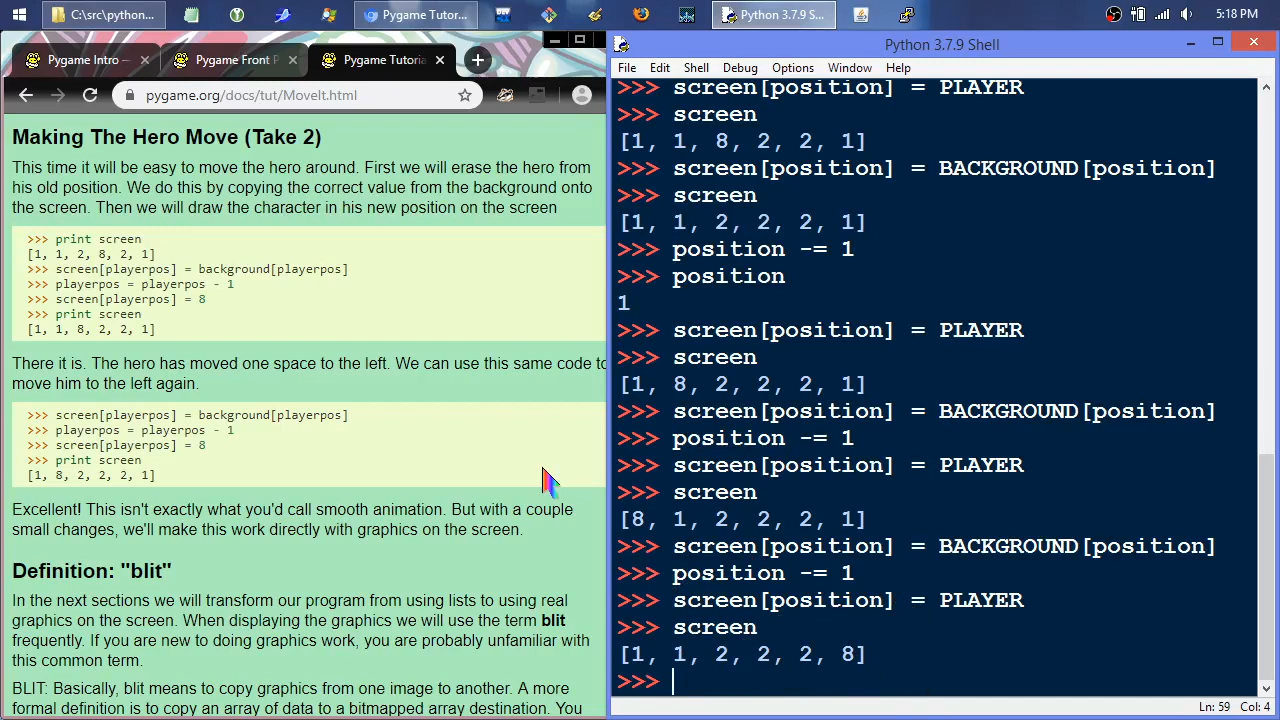 C:\src\python...
Pygame Tutor...
Python 3.7.9 S...
5:18 PM
Pygame Intro —
Pygame Front P
Pygame Tutoria
pygame.org/docs/tut/MoveIt.html
Making The Hero Move (Take 2)
This time it will be easy to move the hero around. First we will erase the hero from
his old position. We do this by copying the correct value from the background onto
the screen. Then we will draw the character in his new position on the screen
>>> print screen
[1, 1, 2, 8, 2, 1]
>>> screen[playerpos] = background[playerpos]
>>> playerpos = playerpos - 1
>>> screen[playerpos] = 8
>>> print screen
[1, 1, 8, 2, 2, 1]
There it is. The hero has moved one space to the left. We can use this same code to
move him to the left again.
>>> screen[playerpos] = background[playerpos]
>>> playerpos = playerpos - 1
>>> screen[playerpos] = 8
>>> print screen
[1, 8, 2, 2, 2, 1]
Excellent! This isn't exactly what you'd call smooth animation. But with a couple
small changes, we'll make this work directly with graphics on the screen.
Definition: "blit"
In the next sections we will transform our program from using lists to using real
graphics on the screen. When displaying the graphics we will use the term blit
frequently. If you are new to doing graphics work, you are probably unfamiliar with
this common term.
BLIT: Basically, blit means to copy graphics from one image to another. A more
formal definition is to copy an array of data to a bitmapped array destination. You
Python 3.7.9 Shell
File Edit Shell Debug Options Window Help
>>> screen[position] = PLAYER
>>> screen
[1, 1, 8, 2, 2, 1]
>>> screen[position] = BACKGROUND[position]
>>> screen
[1, 1, 2, 2, 2, 1]
>>> position -= 1
>>> position
1
>>> screen[position] = PLAYER
>>> screen
[1, 8, 2, 2, 2, 1]
>>> screen[position] = BACKGROUND[position]
>>> position -= 1
>>> screen[position] = PLAYER
>>> screen
[8, 1, 2, 2, 2, 1]
>>> screen[position] = BACKGROUND[position]
>>> position -= 1
>>> screen[position] = PLAYER
>>> screen
[1, 1, 2, 2, 2, 8]
>>>
Ln: 59 Col: 4